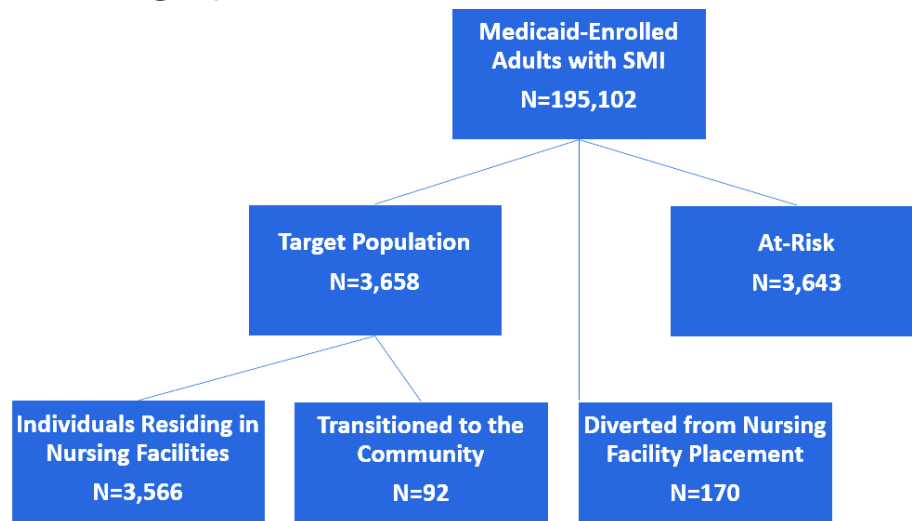 Medicaid-Enrolled
Adults with SMI
N=195,102
Target Population
N=3,658
At-Risk
N=3,643
Individuals Residing in
Nursing Facilities
N=3,566
Transitioned to the
Community
N=92
Diverted from Nursing
Facility Placement
N=170